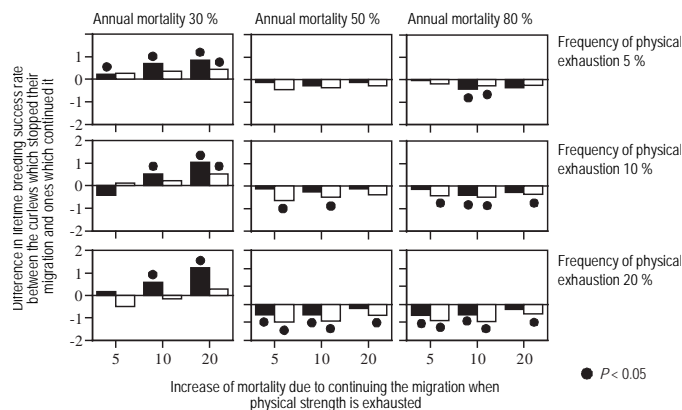 Annual mortality 30 %
Annual mortality 50 %
Annual mortality 80 %
Difference in lifetime breeding success rate
between the curlews which stopped their
migration and ones which continued it
2
1
0
-1
-2
Frequency of physical
exhaustion 5 %
2
1
0
-1
-2
Frequency of physical
exhaustion 10 %
2
1
0
-1
-2
Frequency of physical
exhaustion 20 %
5 10 20
5 10 20
5 10 20
P < 0.05
Increase of mortality due to continuing the migration when
physical strength is exhausted